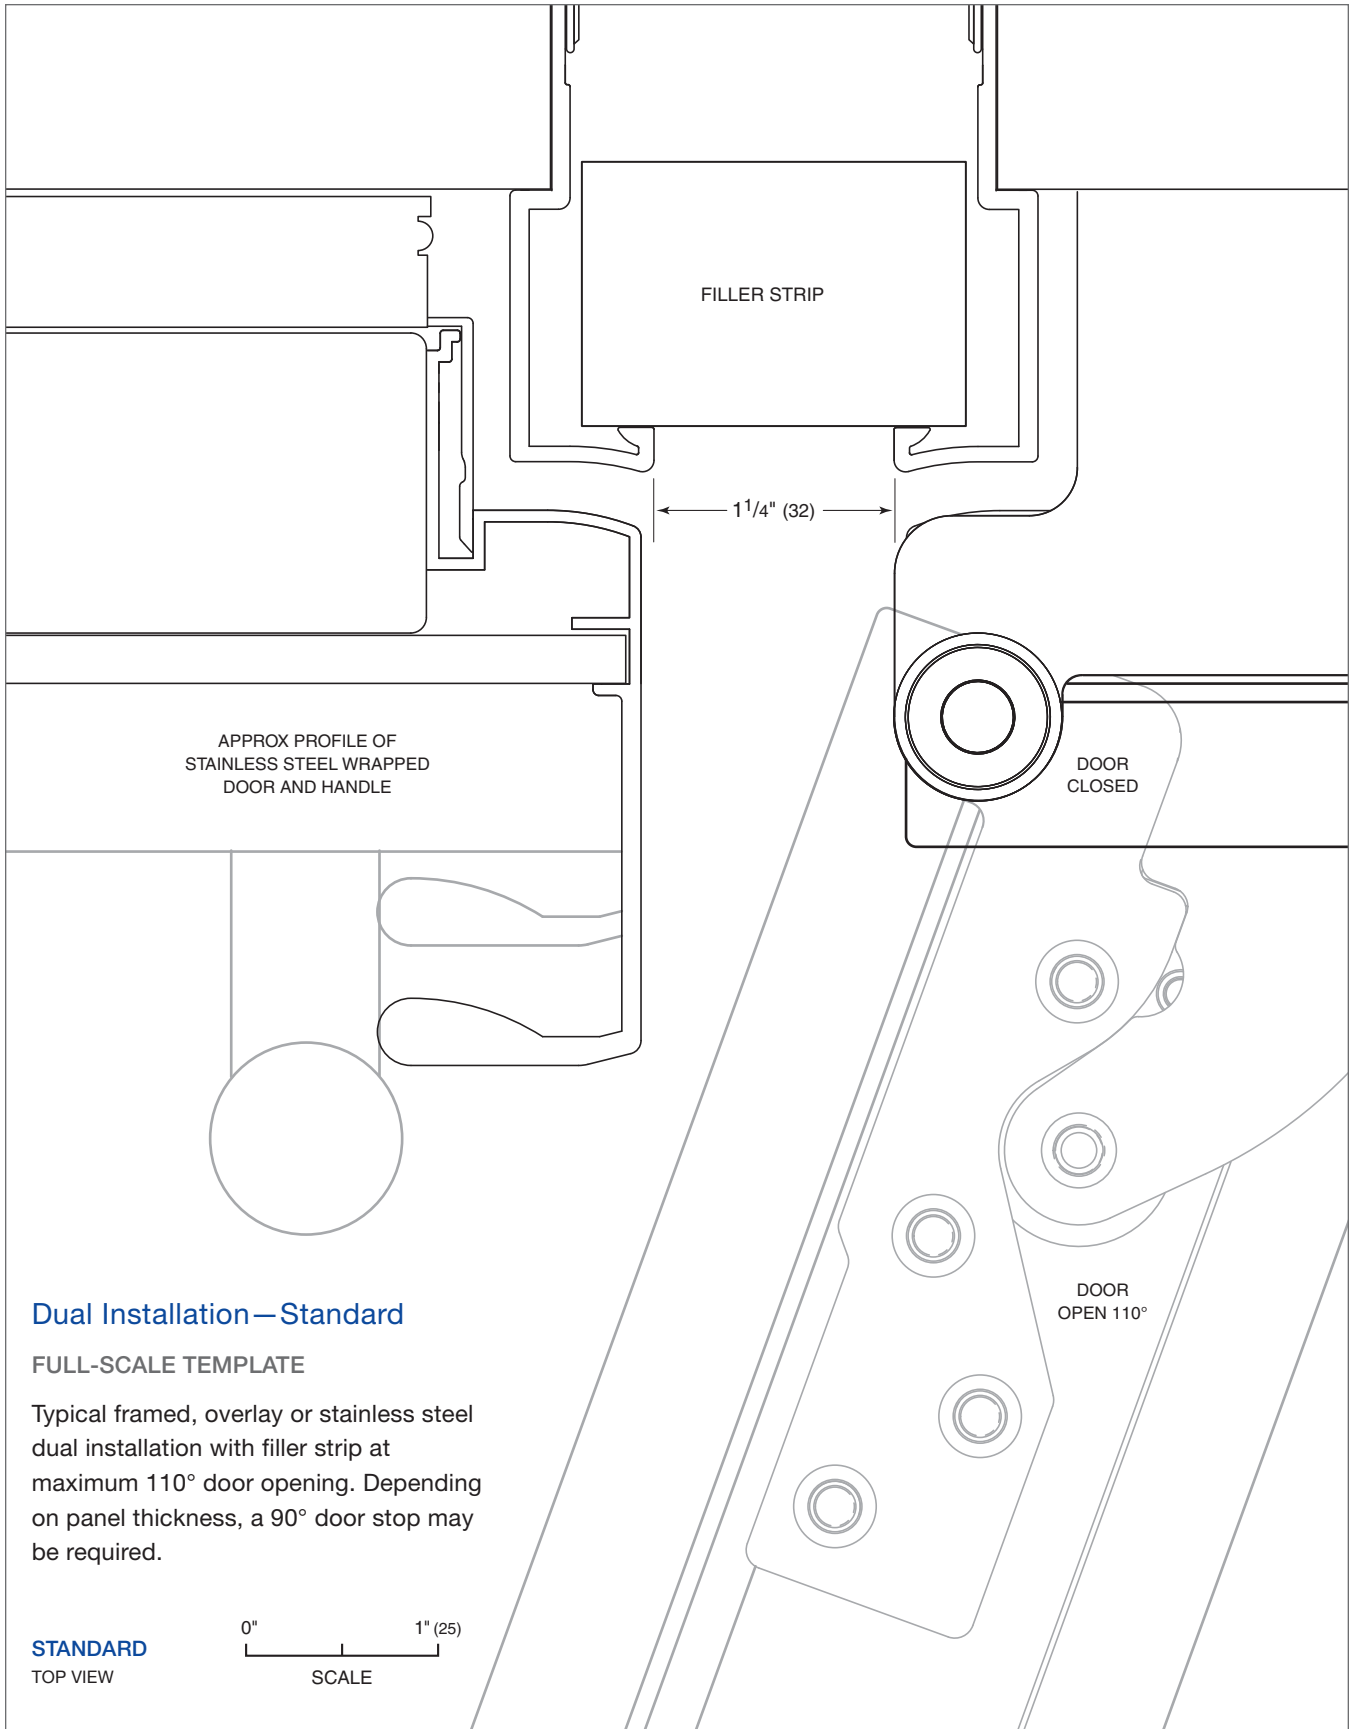 FILLER STRIP
1 1/4" (32)
APPROX PROFILE OF
STAINLESS STEEL WRAPPED
DOOR AND HANDLE
DOOR
CLOSED
DOOR
OPEN 110°
Dual Installation—Standard
FULL-SCALE TEMPLATE
Typical framed, overlay or stainless steel
dual installation with filler strip at
maximum 110° door opening. Depending
on panel thickness, a 90° door stop may
be required.
0" 1" (25)
SCALE
STANDARD
TOP VIEW